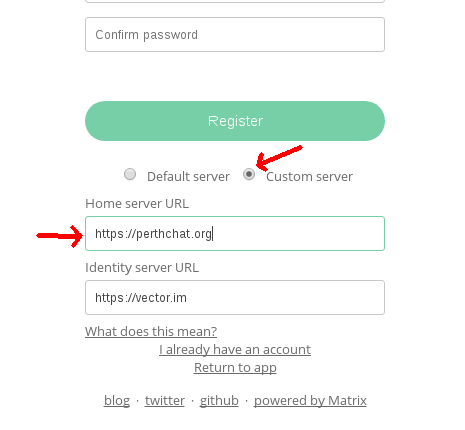 Confirm password
Register
Default server Custom server
Home server URL
https://perthchat.org
Identity server URL
https://vector.im
What does this mean?
I already have an account
Return to app
blog · twitter · github · powered by Matrix